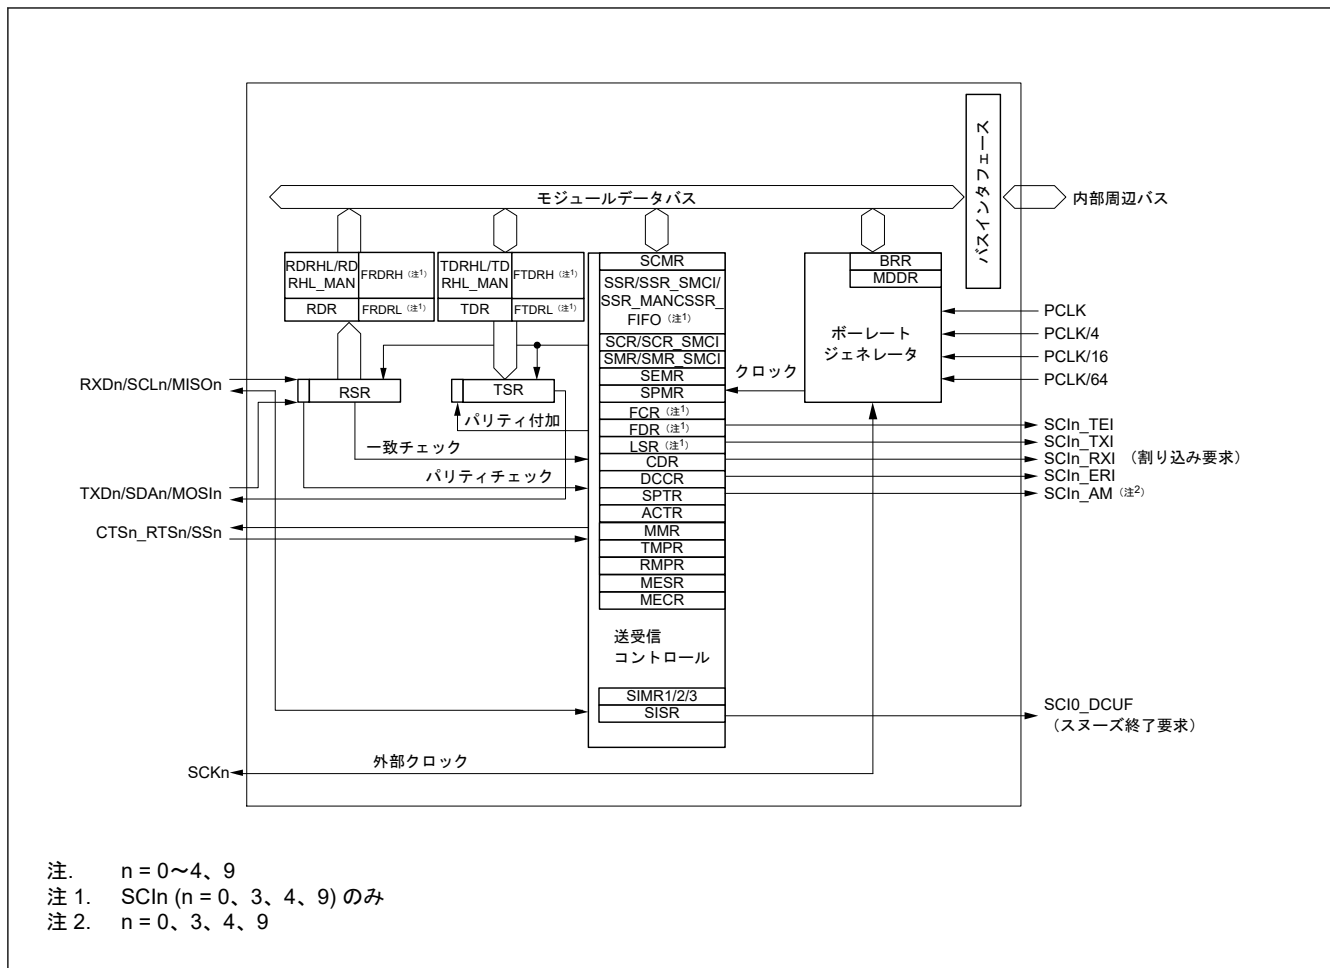 バスインタフェース
モジュールデータバス
内部周辺バス
RDRHL/RD
RHL_MAN
FRDRH (注1)
RDR
FRDRL (注1)
TDRHL/TD
RHL_MAN
FTDRH (注1)
TDR
FTDRL (注1)
SCMR
SSR/SSR_SMCI/
SSR_MANCSSR_
FIFO (注1)
SCR/SCR_SMCI
SMR/SMR_SMCI
SEMR
SPMR
FCR (注1)
FDR (注1)
LSR (注1)
CDR
DCCR
SPTR
ACTR
MMR
TMPR
RMPR
MESR
MECR
送受信
コントロール
SIMR1/2/3
SISR
BRR
MDDR
ボーレート
ジェネレータ
クロック
PCLK
PCLK/4
PCLK/16
PCLK/64
RXDn/SCLn/MISOn
RSR
TSR
パリティ付加
一致チェック
パリティチェック
TXDn/SDAn/MOSIn
CTSn_RTSn/SSn
SCIn_TEI
SCIn_TXI
SCIn_RXI (割り込み要求)
SCIn_ERI
SCIn_AM (注2)
SCI0_DCUF
(スヌーズ終了要求)
外部クロック
SCKn
注. n = 0～4、9
注 1. SCIn (n = 0、3、4、9) のみ
注 2. n = 0、3、4、9